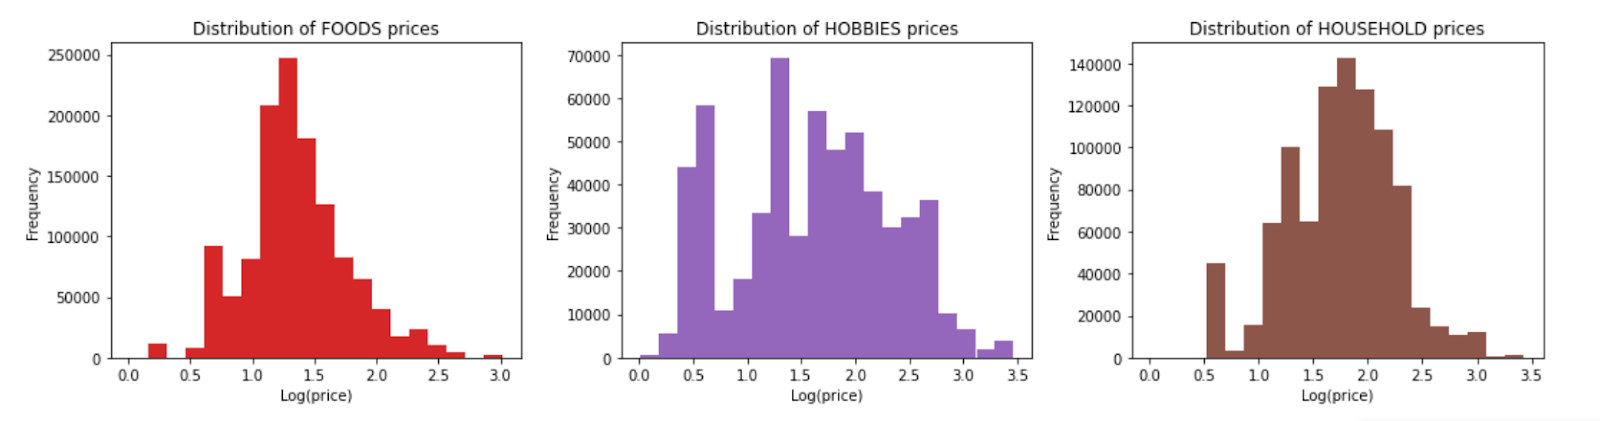 Distribution of FOODS prices
250000
200000
150000
100000
50000
0
Frequency
0.0 0.5 1.0 1.5 2.0 2.5 3.0
Log(price)
Distribution of HOBBIES prices
70000
60000
50000
40000
30000
20000
10000
0
Frequency
0.0 0.5 1.0 1.5 2.0 2.5 3.0 3.5
Log(price)
Distribution of HOUSEHOLD prices
140000
120000
100000
80000
60000
40000
20000
0
Frequency
0.0 0.5 1.0 1.5 2.0 2.5 3.0 3.5
Log(price)